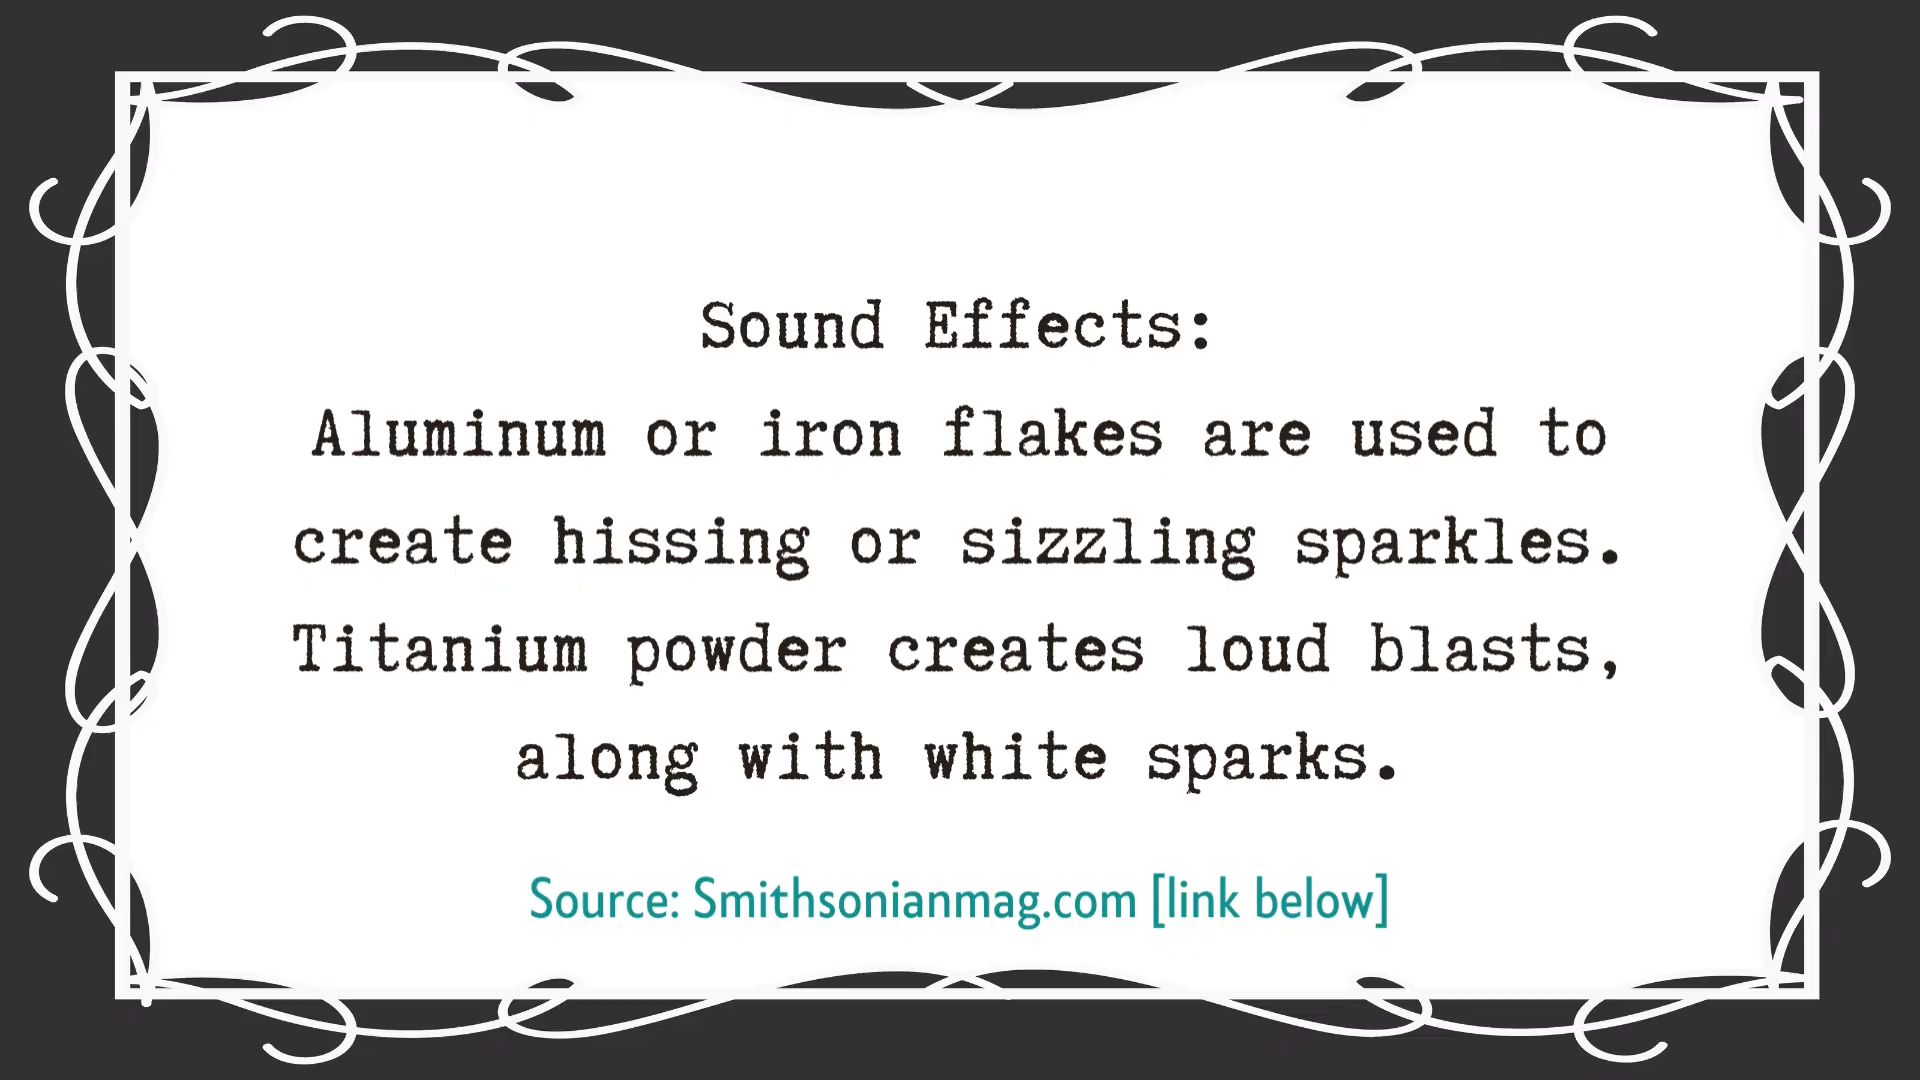 Sound Effects:
Aluminum or iron flakes are used to
create hissing or sizzling sparkles.
Titanium powder creates loud blasts,
along with white sparks.
Source: Smithsonianmag.com [link below]